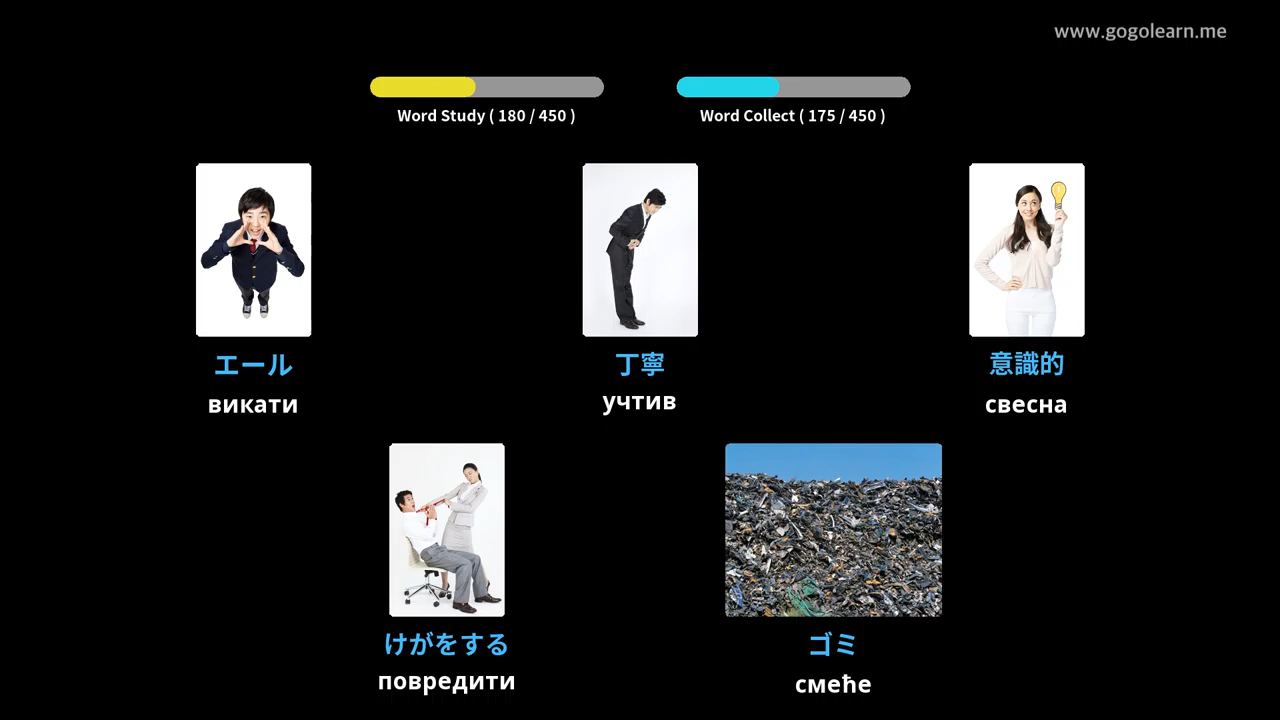 www.gogolearn.me
Word Study ( 180 / 450 )
Word Collect ( 175 / 450 )
エール
викати
丁寧
учтив
意識的
свесна
けがをする
повредити
ゴミ
смеће